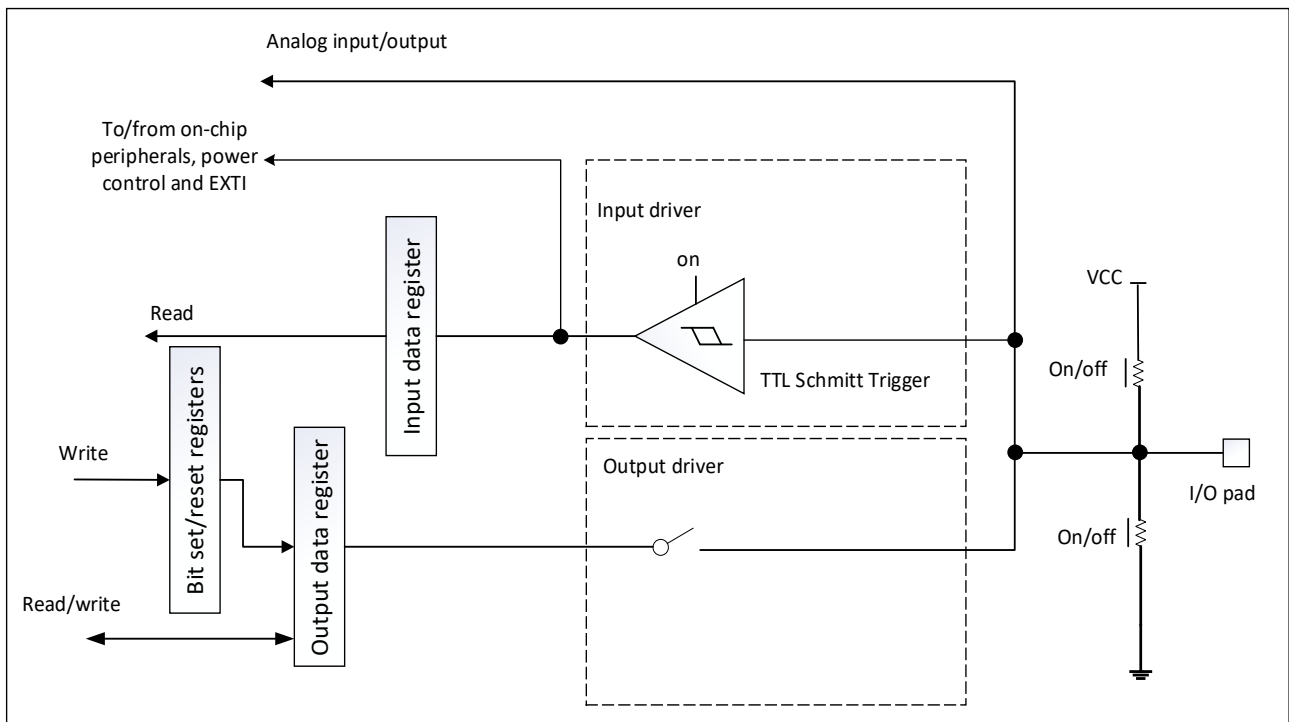 Analog input/output
To/from on-chip
peripherals, power
control and EXTI
Input driver
on
TTL Schmitt Trigger
Input data register
Read
VCC
On/off
Bit set/reset registers
Write
Output data register
Output driver
I/O pad
On/off
Read/write